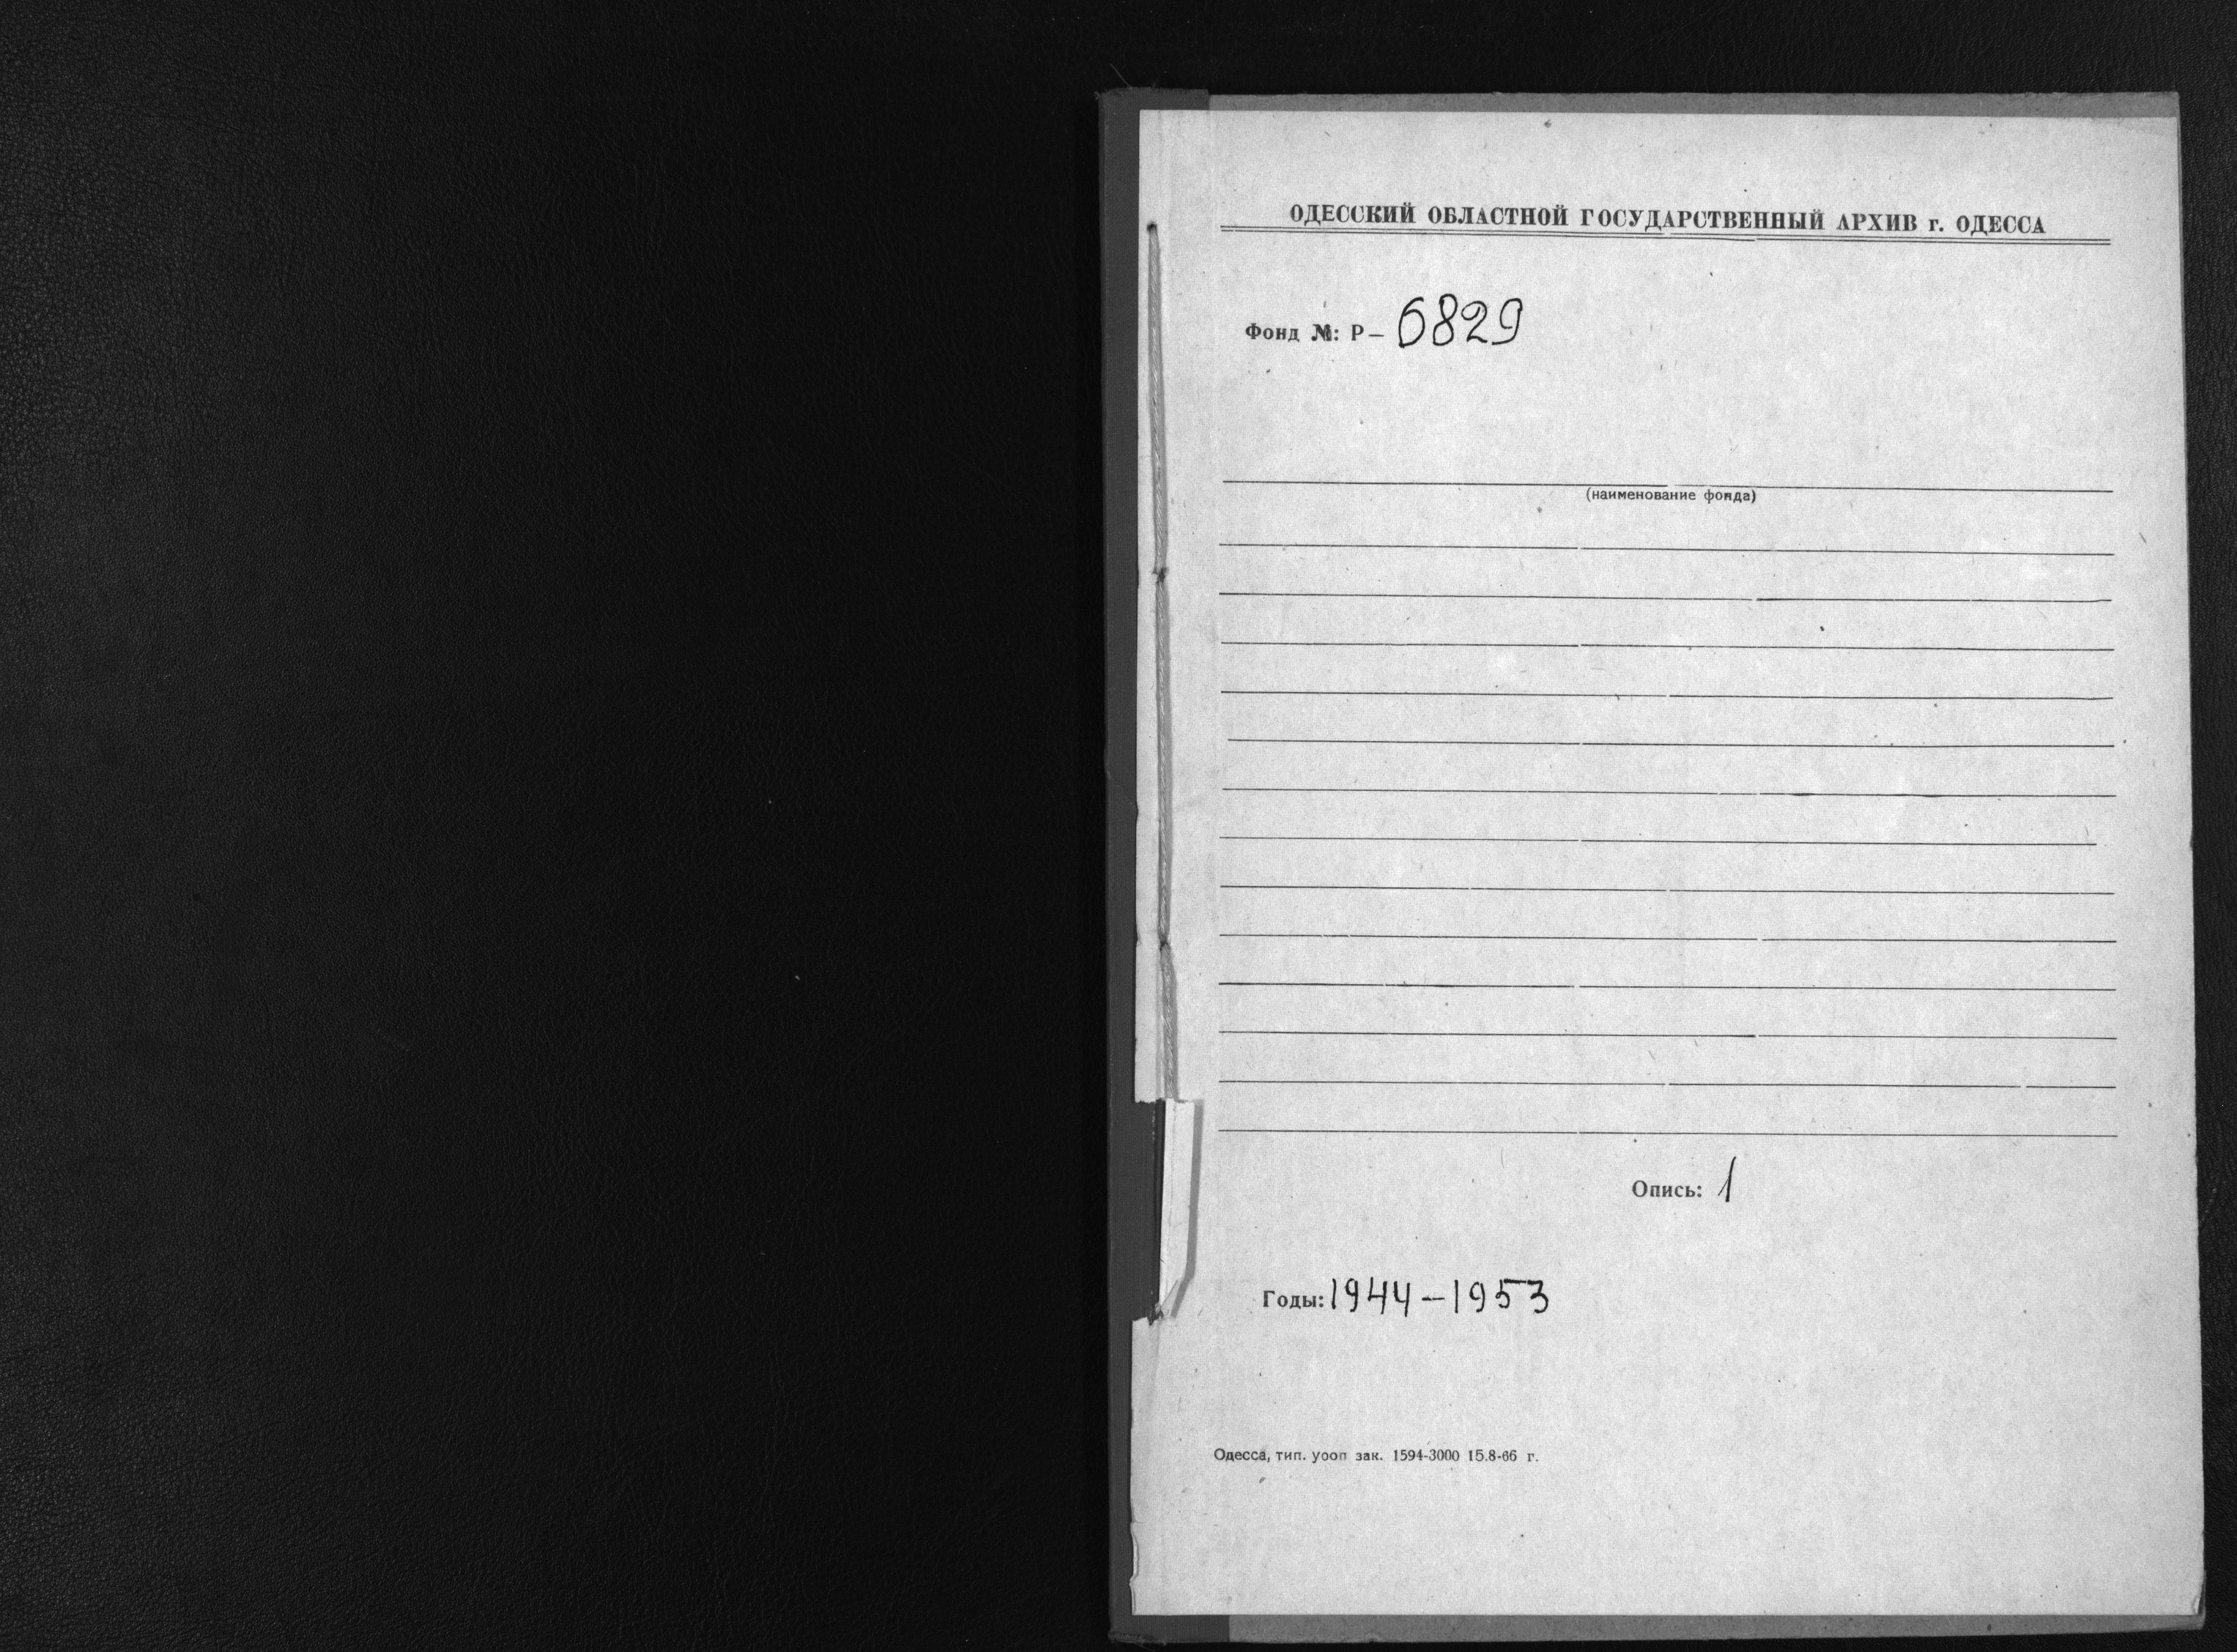 ОДЕССКИЙ ОБЛАСТНОЙ ГОСУДАРСТВЕННЫЙ АРХИВ г. ОДЕССА
Фонд №: Р— 6829
(наименование фонда)
Опись: 1
Годы: 1944—1953
Одесса, тип. уооп зак. 1594-3000 15.8-66 г.